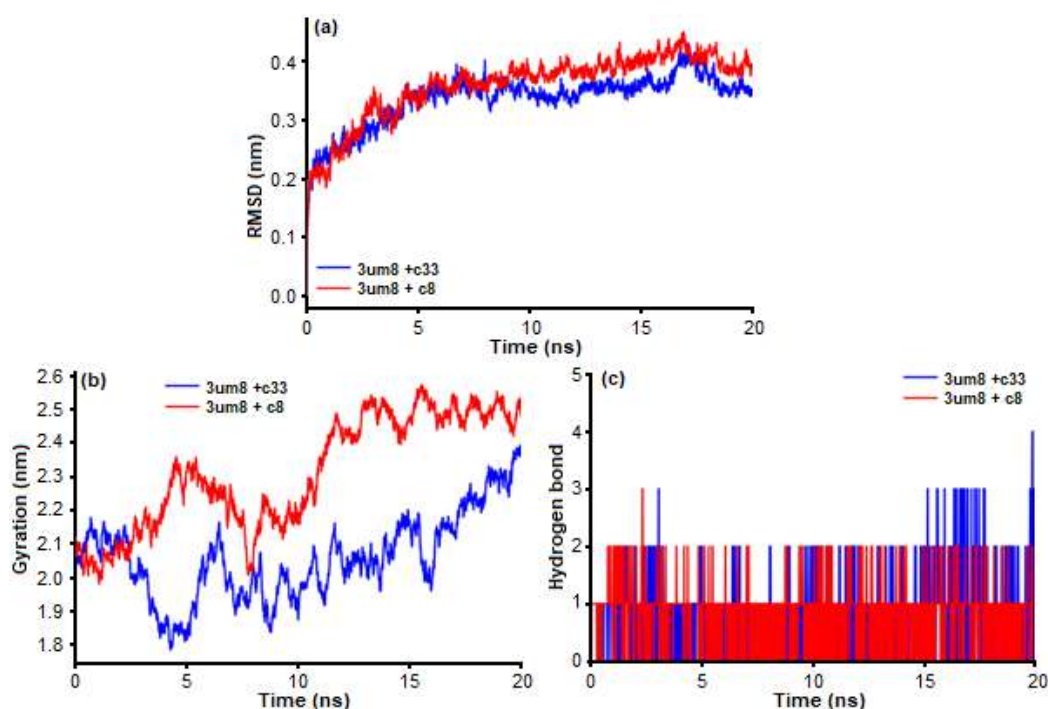 (a)
0.4
0.3
0.2
0.1
0.0
RMSD (nm)
3um8 +c33
3um8 + c8
0 5 10 15 20
Time (ns)
(b)
2.6
2.5
2.4
2.3
2.2
2.1
2.0
1.9
1.8
Gyration (nm)
3um8 +c33
3um8 + c8
0 5 10 15 20
Time (ns)
(c)
5
4
3
2
1
0
Hydrogen bond
3um8 +c33
3um8 + c8
0 5 10 15 20
Time (ns)